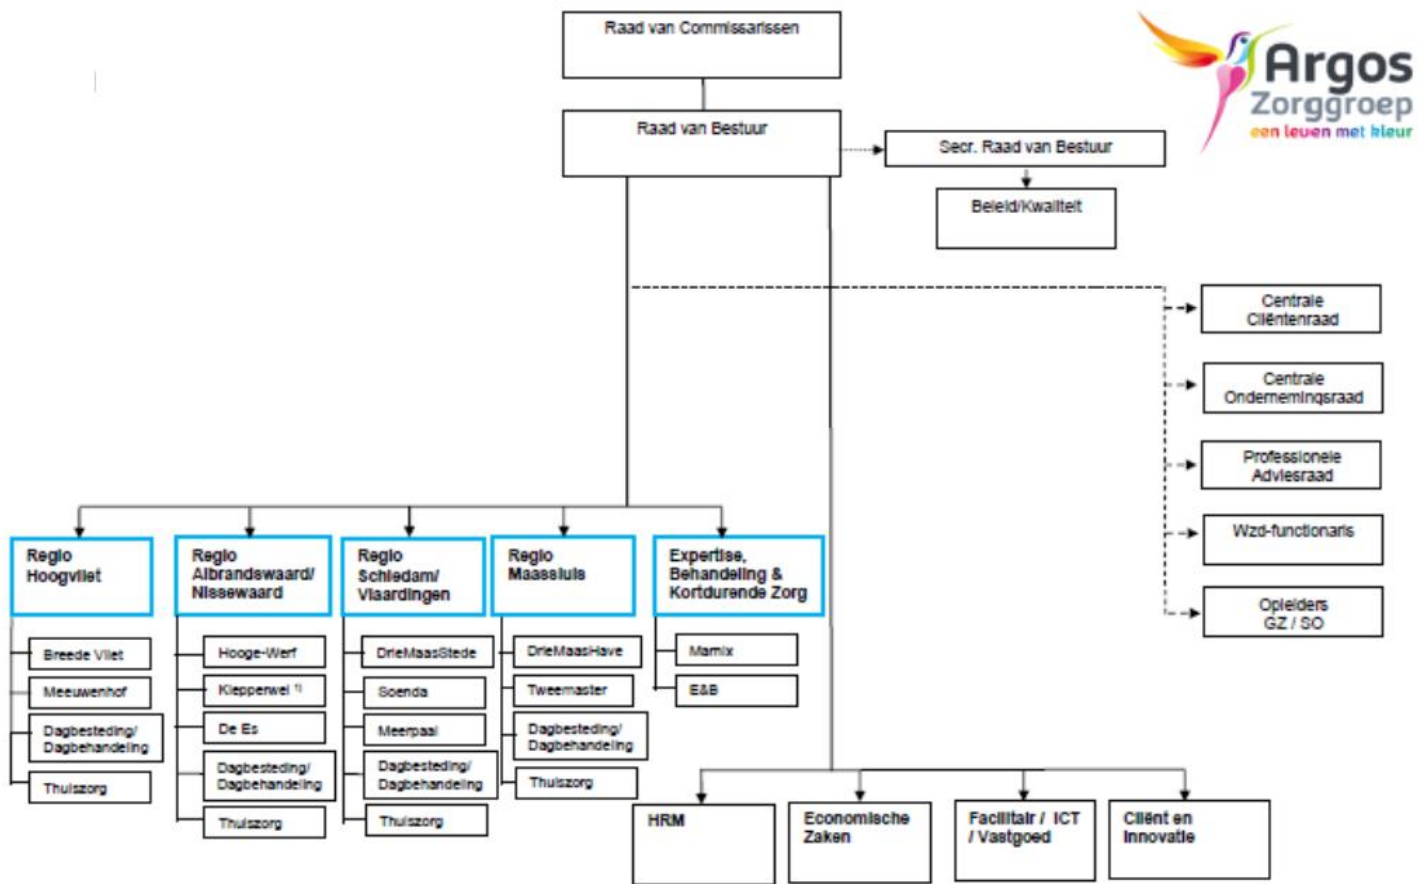 Raad van Commissarissen
Argos
Zorggroep
een leven met kleur
Raad van Bestuur
Secr. Raad van Bestuur
Beleid/Kwaliteit
Centrale
Cliëntenraad
Centrale
Ondernemingsraad
Professionele
Adviesraad
Wzd-functionaris
Opleiders
GZ / SO
Regio
Hoogvliet
Breede Vliet
Meeuwenhof
Dagbesteding/
Dagbehandeling
Thuiszorg
Regio
Albrandswaard/
Nissewaard
Hooge-Werf
Klepperwei ¹⁾
De Es
Dagbesteding/
Dagbehandeling
Thuiszorg
Regio
Schiedam/
Vlaardingen
DrieMaasStede
Soenda
Meerpaal
Dagbesteding/
Dagbehandeling
Thuiszorg
Regio
Maassluis
DrieMaasHave
Tweemaster
Dagbesteding/
Dagbehandeling
Thuiszorg
Expertise,
Behandeling &
Kortdurende Zorg
Marnix
E&B
HRM
Economische
Zaken
Facilitair / ICT
/ Vastgoed
Cliënt en
Innovatie